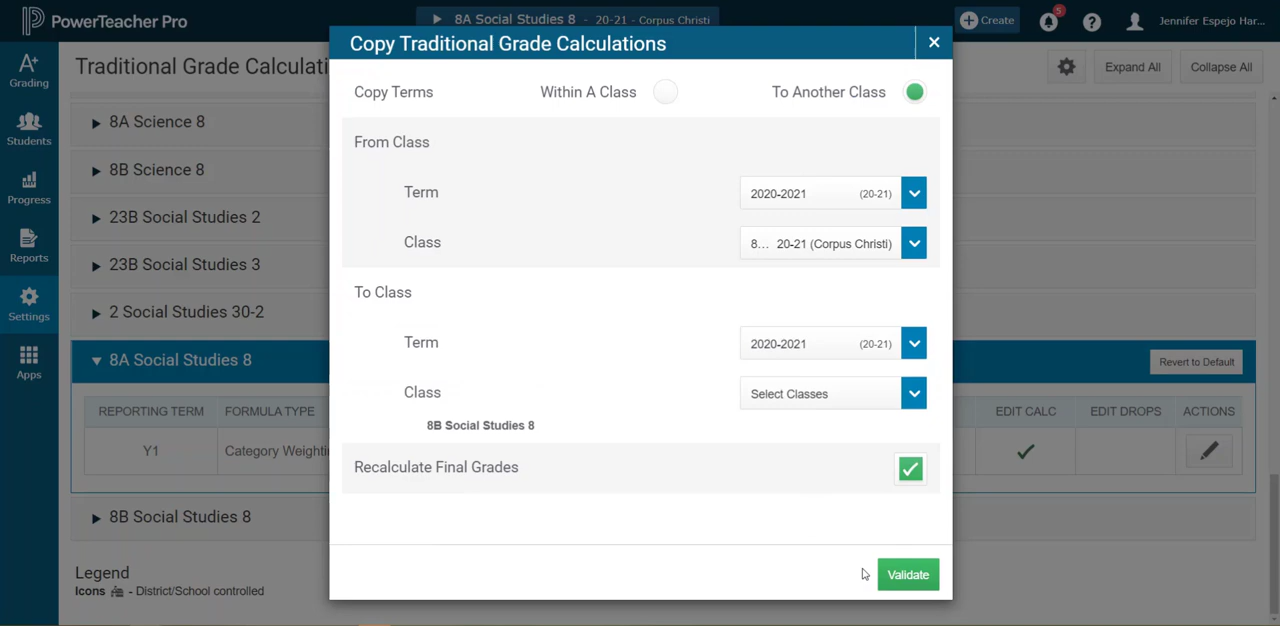 PowerTeacher Pro
8A Social Studies 8 - 20-21 - Corpus Christi
Create
5
Jennifer Espejo Har...
Grading
Students
Progress
Reports
Settings
Apps
Traditional Grade Calculati
Expand All
Collapse All
Copy Traditional Grade Calculations
Copy Terms
Within A Class
To Another Class
From Class
Term
2020-2021 (20-21)
Class
8... 20-21 (Corpus Christi)
To Class
Term
2020-2021 (20-21)
Class
Select Classes
8B Social Studies 8
Recalculate Final Grades
Validate
8A Science 8
8B Science 8
23B Social Studies 2
23B Social Studies 3
2 Social Studies 30-2
8A Social Studies 8
Revert to Default
REPORTING TERM FORMULA TYPE EDIT CALC EDIT DROPS ACTIONS
Y1 Category Weighti
8B Social Studies 8
Legend
Icons - District/School controlled